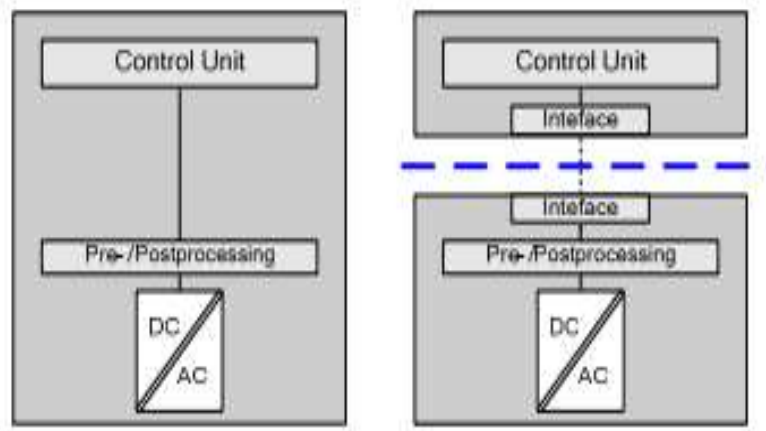 Control Unit
Pre- /Postprocessing
DC
AC
Control Unit
Inteface
Inteface
Pre- /Postprocessing
DC
AC